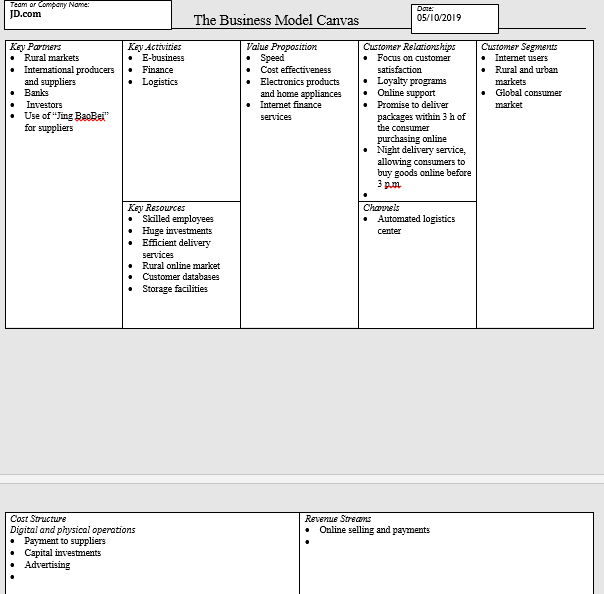 Team or Company Name:
JD.com
The Business Model Canvas
Date:
05/10/2019
Key Partners
• Rural markets
• International producers
and suppliers
• Banks
• Investors
• Use of “Jing BaoBei”
for suppliers
Key Activities
• E-business
• Finance
• Logistics
Key Resources
• Skilled employees
• Huge investments
• Efficient delivery
services
• Rural online market
• Customer databases
• Storage facilities
Value Proposition
• Speed
• Cost effectiveness
• Electronics products
and home appliances
• Internet finance
services
Customer Relationships
• Focus on customer
satisfaction
• Loyalty programs
• Online support
• Promise to deliver
packages within 3 h of
the consumer
purchasing online
• Night delivery service,
allowing consumers to
buy goods online before
3 p.m.
•
Channels
• Automated logistics
center
Customer Segments
• Internet users
• Rural and urban
markets
• Global consumer
market
Cost Structure
Digital and physical operations
• Payment to suppliers
• Capital investments
• Advertising
•
Revenue Streams
• Online selling and payments
•